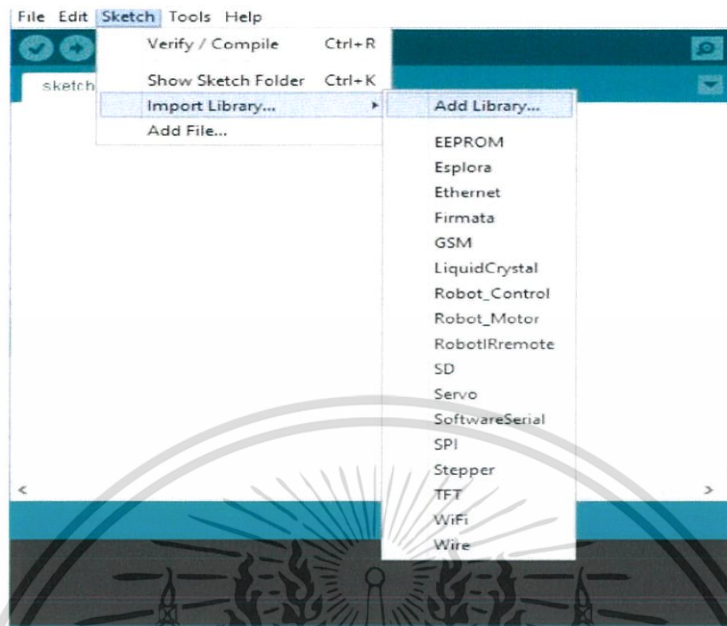 File Edit Sketch Tools Help
Verify / Compile Ctrl+R
sketch
Show Sketch Folder Ctrl+K
Import Library...
Add File...
Add Library...
EEPROM
Esplora
Ethernet
Firmata
GSM
LiquidCrystal
Robot_Control
Robot_Motor
RobotIRremote
SD
Servo
SoftwareSerial
SPI
Stepper
TFT
WiFi
Wire